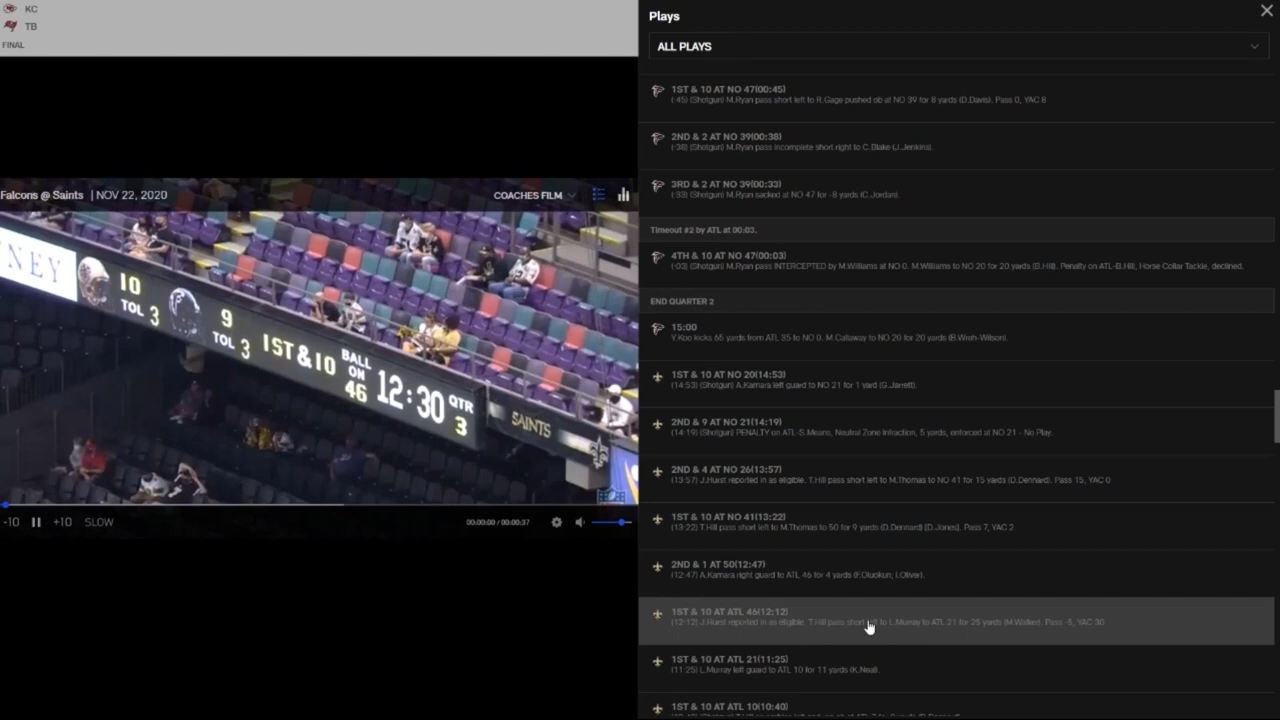 KC
TB
FINAL
Falcons @ Saints | NOV 22, 2020
COACHES FILM
NEY
10
TOL 3
9
TOL 3
1ST & 10
BALL
ON
46
12:30
QTR
3
SAINTS
-10
+10
SLOW
00:00:00 / 00:00:37
Plays
ALL PLAYS
1ST & 10 AT NO 47(00:45)
(:45) (Shotgun) M.Ryan pass short left to R.Gage pushed ob at NO 39 for 8 yards (D.Davis). Pass 0, YAC 8
2ND & 2 AT NO 39(00:38)
(:38) (Shotgun) M.Ryan pass incomplete short right to C.Blake (J.Jenkins).
3RD & 2 AT NO 39(00:33)
(:33) (Shotgun) M.Ryan sacked at NO 47 for -8 yards (C.Jordan).
Timeout #2 by ATL at 00:03.
4TH & 10 AT NO 47(00:03)
(:03) (Shotgun) M.Ryan pass INTERCEPTED by M.Williams at NO 0. M.Williams to NO 20 for 20 yards (B.Hill). Penalty on ATL-B.Hill, Horse Collar Tackle, declined.
END QUARTER 2
15:00
Y.Koo kicks 65 yards from ATL 35 to NO 0. M.Callaway to NO 20 for 20 yards (B.Wreh-Wilson).
1ST & 10 AT NO 20(14:53)
(14:53) (Shotgun) A.Kamara left guard to NO 21 for 1 yard (G.Jarrett).
2ND & 9 AT NO 21(14:19)
(14:19) (Shotgun) PENALTY on ATL-S.Means, Neutral Zone Infraction, 5 yards, enforced at NO 21 - No Play.
2ND & 4 AT NO 26(13:57)
(13:57) J.Hurst reported in as eligible. T.Hill pass short left to M.Thomas to NO 41 for 15 yards (D.Dennard). Pass 15, YAC 0
1ST & 10 AT NO 41(13:22)
(13:22) T.Hill pass short left to M.Thomas to 50 for 9 yards (D.Dennard) [D.Jones]. Pass 7, YAC 2
2ND & 1 AT 50(12:47)
(12:47) A.Kamara right guard to ATL 46 for 4 yards (F.Oluokun, I.Oliver).
1ST & 10 AT ATL 46(12:12)
(12:12) J.Hurst reported in as eligible. T.Hill pass short left to L.Murray to ATL 21 for 25 yards (M.Walker). Pass -5, YAC 30
1ST & 10 AT ATL 21(11:25)
(11:25) L.Murray left guard to ATL 10 for 11 yards (K.Neal).
1ST & 10 AT ATL 10(10:40)